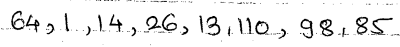 64, 1, 14, 26, 13, 110, 98, 85